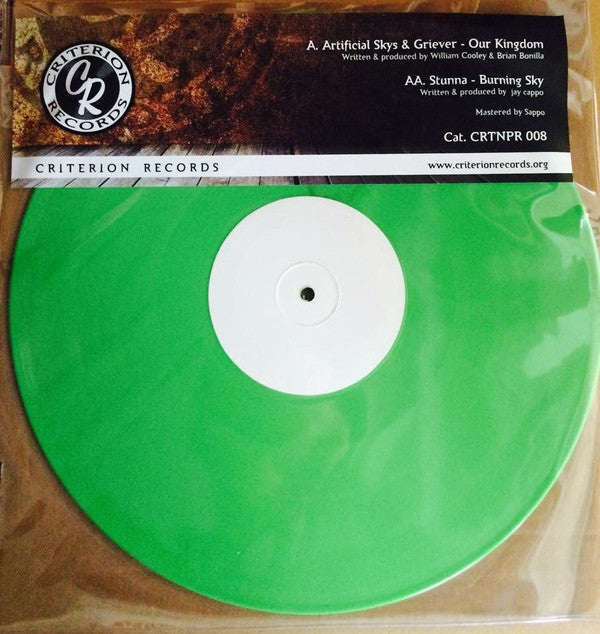 CRITERION
CR
RECORDS
A. Artificial Skys & Griever - Our Kingdom
Written & produced by William Cooley & Brian Bonilla
AA. Stunna - Burning Sky
Written & produced by jay cappo
Mastered by Sappo
Cat. CRTNPR 008
CRITERION RECORDS
www.criterionrecords.org